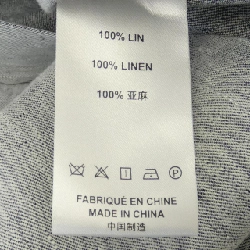 100% LIN
100% LINEN
100% 亚麻
FABRIQUÉ EN CHINE
MADE IN CHINA
中国制造